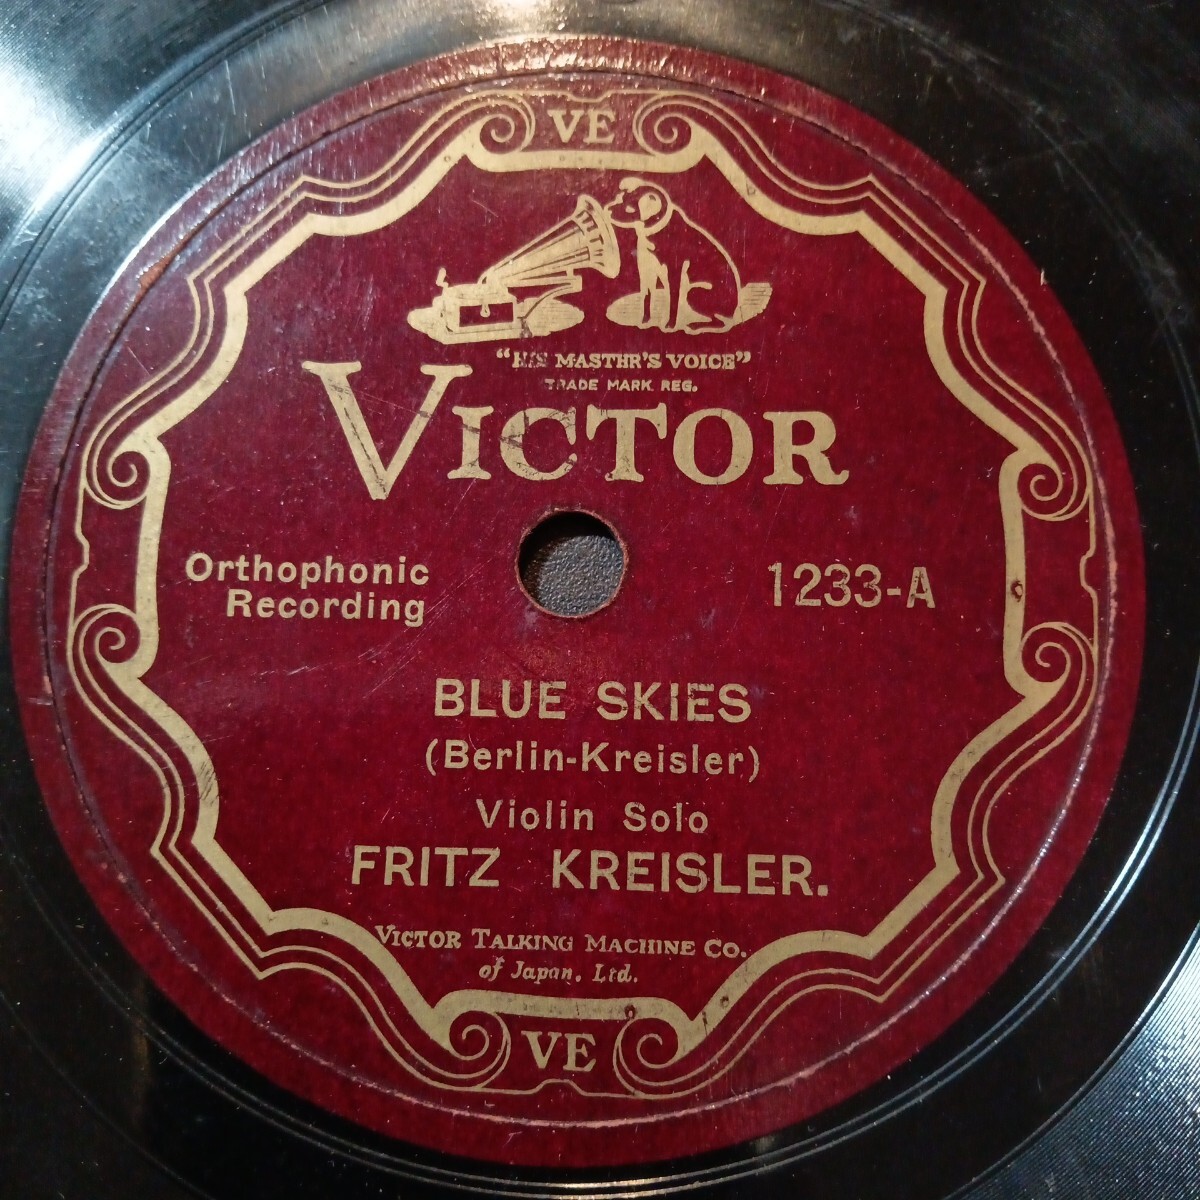 VE
"HIS MASTER'S VOICE"
TRADE MARK REG.
VICTOR
Orthophonic
Recording
1233-A
BLUE SKIES
(Berlin-Kreisler)
Violin Solo
FRITZ KREISLER.
VICTOR TALKING MACHINE CO.
of Japan, Ltd.
VE